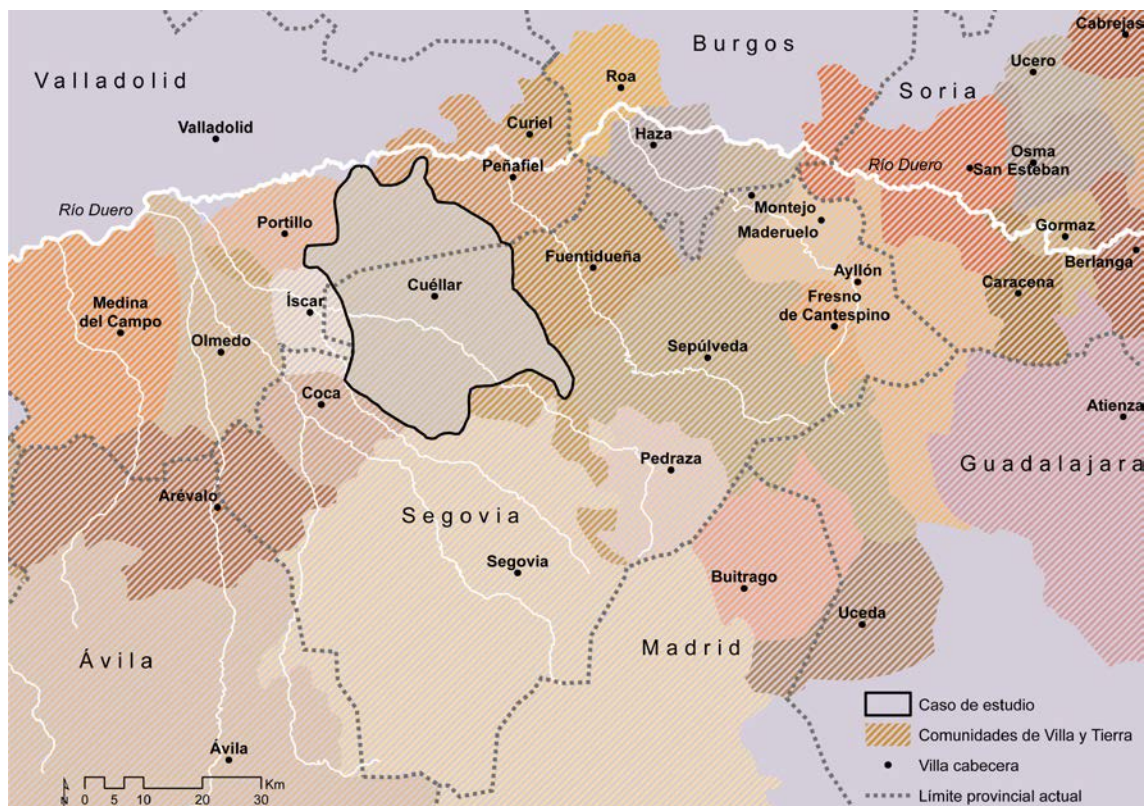 Cabrejas
Burgos
Ucero
Valladolid
Roa
Soria
Valladolid
Curiel
Haza
Osma
Peñafiel
Río Duero
San Esteban
Río Duero
Portillo
Montejo
Maderuelo
Gormaz
Berlanga
Fuentidueña
Ayllón
Caracena
Cuéllar
Íscar
Medina
del Campo
Fresno
de Cantespino
Olmedo
Sepúlveda
Coca
Atienza
Pedraza
Guadalajara
Arévalo
Segovia
Segovia
Buitrago
Uceda
Madrid
Ávila
Caso de estudio
Comunidades de Villa y Tierra
Villa cabecera
Límite provincial actual
Ávila
Km
N
0 5 10 20 30